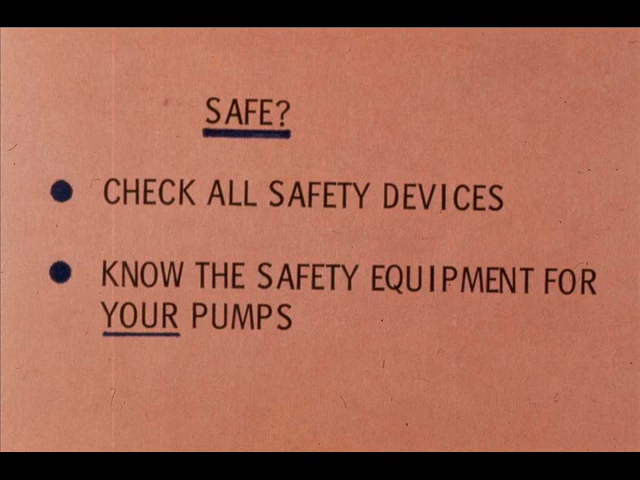 SAFE?
CHECK ALL SAFETY DEVICES
KNOW THE SAFETY EQUIPMENT FOR
YOUR PUMPS